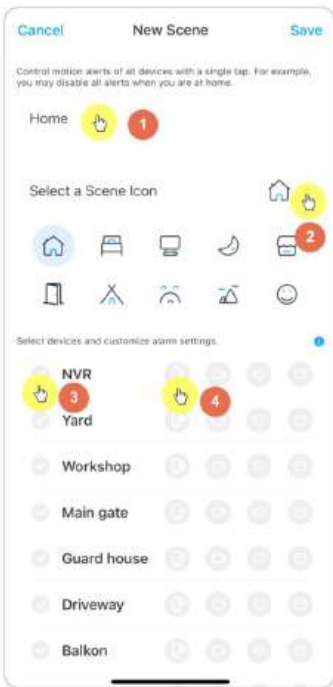 Cancel New Scene Save
Control motion alerts of all devices with a single tap. For example,
you may disable all alerts when you are at home.
Home
1
Select a Scene Icon
2
Select devices and customize alarm settings.
NVR
3 4
Yard
Workshop
Main gate
Guard house
Driveway
Balkon